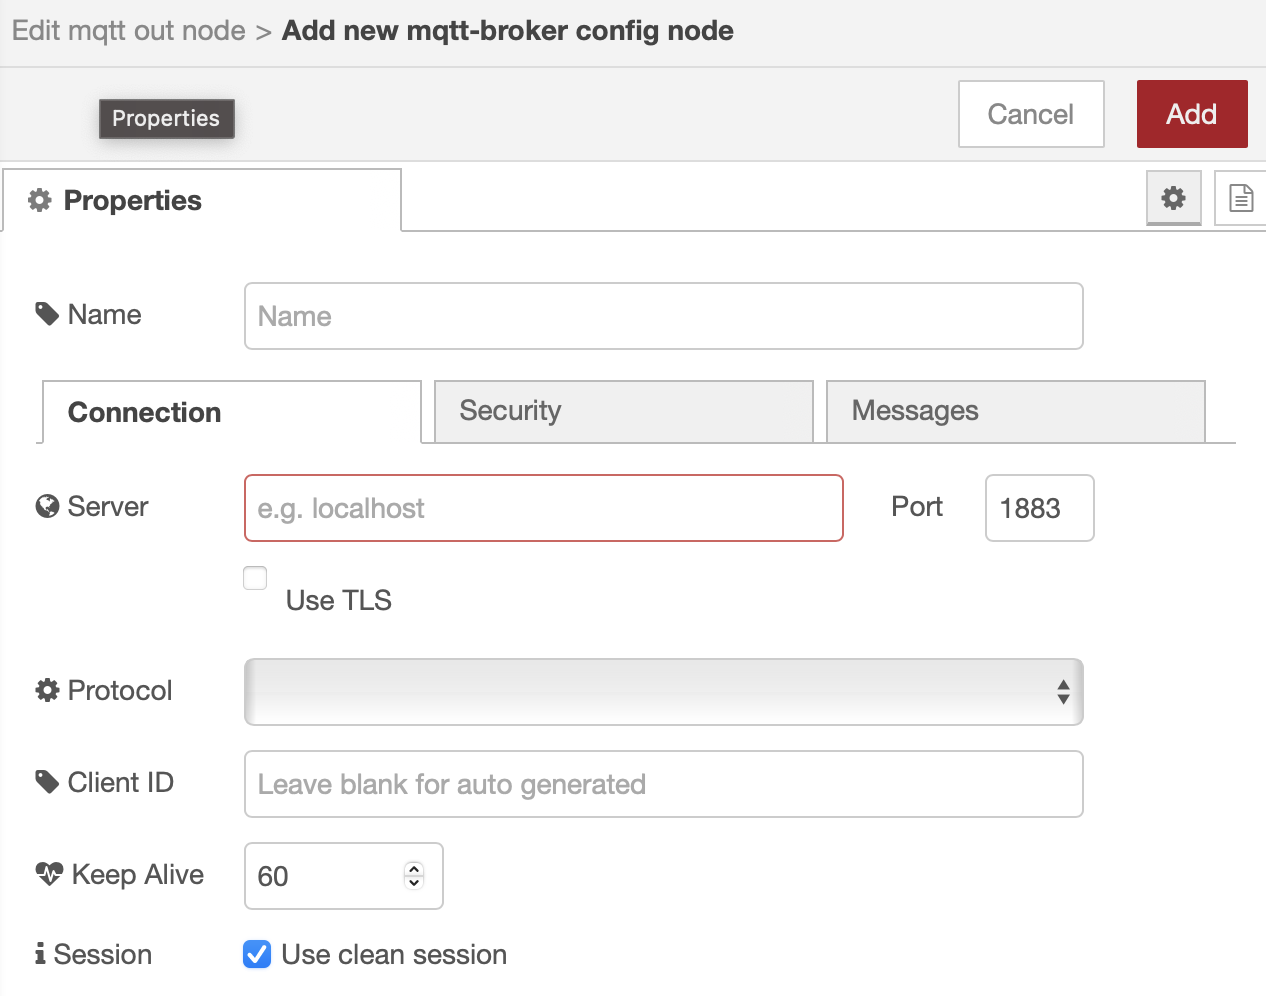 Edit mqtt out node > Add new mqtt-broker config node
Properties
Cancel
Add
Properties
Name
Name
Connection
Security
Messages
Server
e.g. localhost
Port
1883
Use TLS
Protocol
Client ID
Leave blank for auto generated
Keep Alive
60
Session
Use clean session